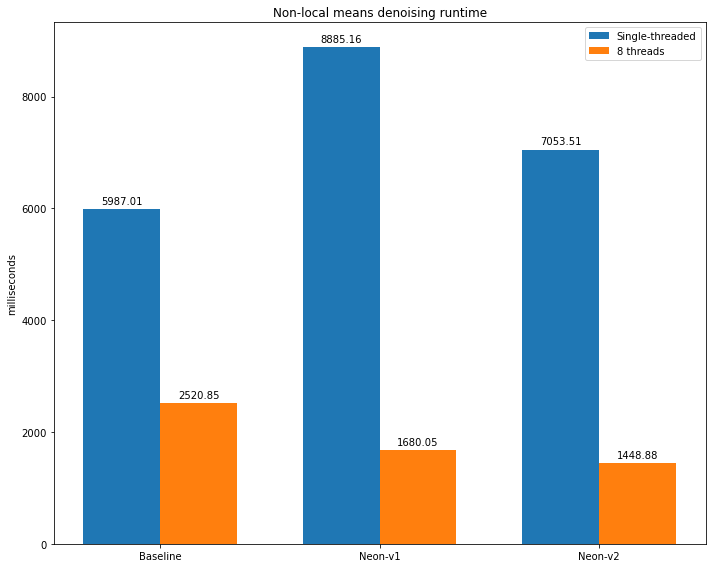 Non-local means denoising runtime
Single-threaded
8 threads
milliseconds
8000
6000
4000
2000
0
5987.01
2520.85
8885.16
1680.05
7053.51
1448.88
Baseline
Neon-v1
Neon-v2